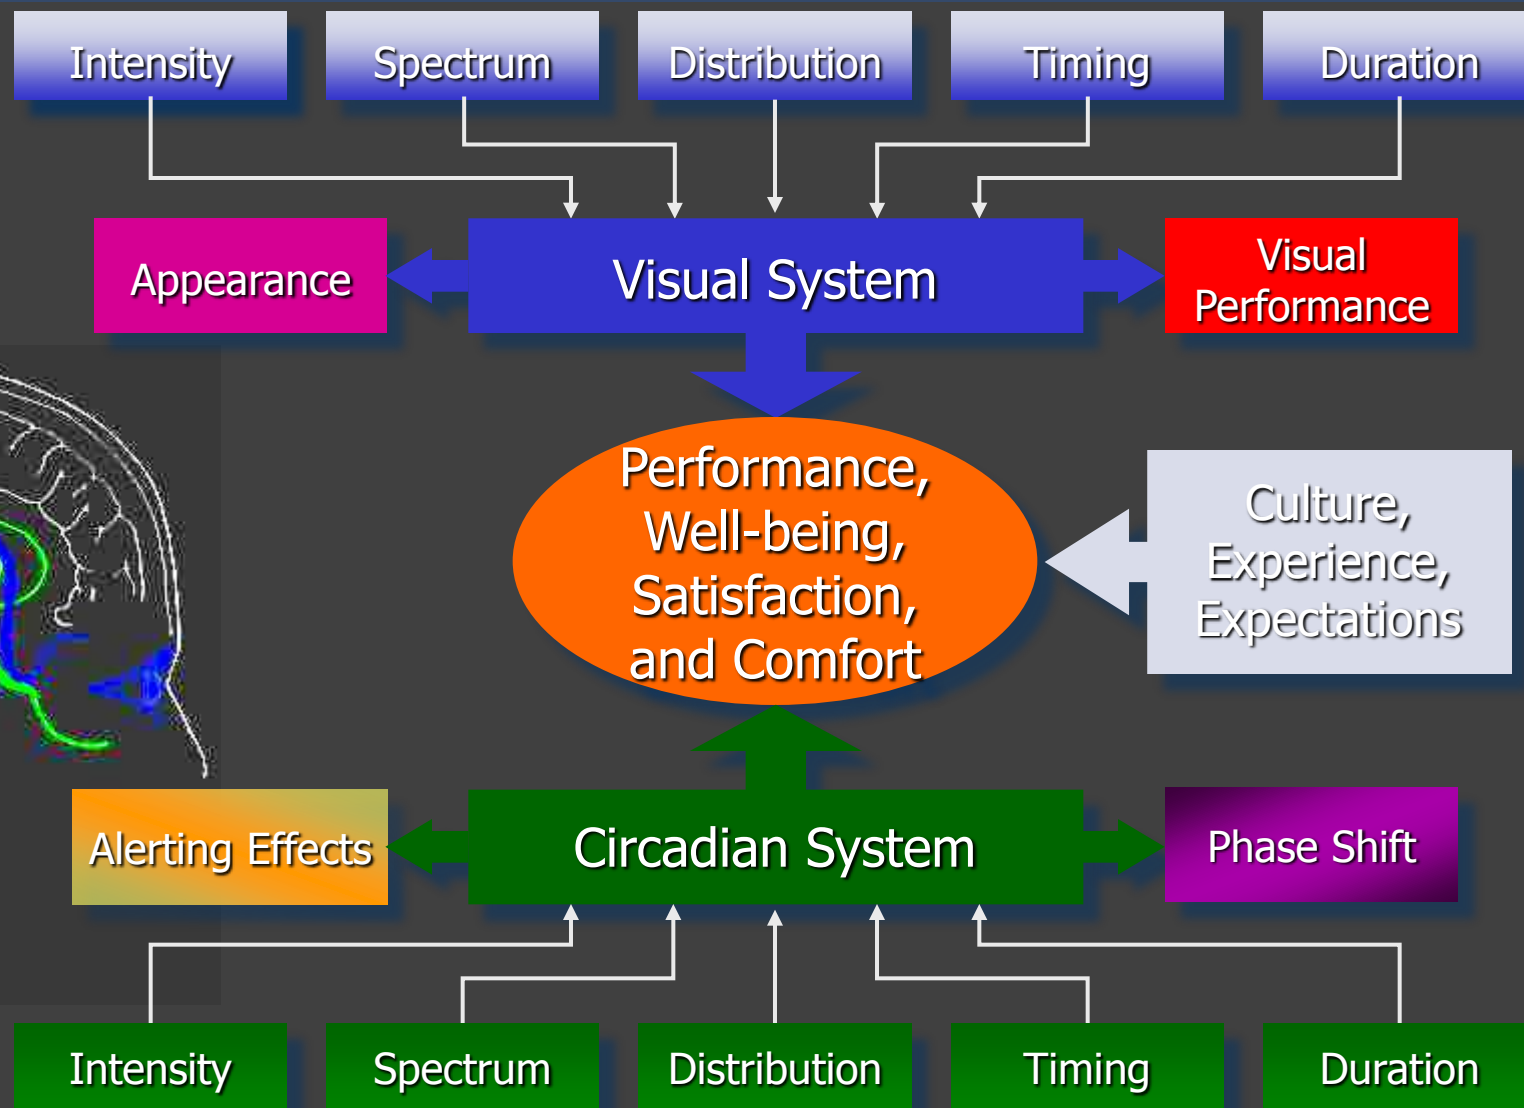 Intensity
Spectrum
Distribution
Timing
Duration
Appearance
Visual System
Visual
Performance
Performance,
Well-being,
Satisfaction,
and Comfort
Culture,
Experience,
Expectations
Alerting Effects
Circadian System
Phase Shift
Intensity
Spectrum
Distribution
Timing
Duration